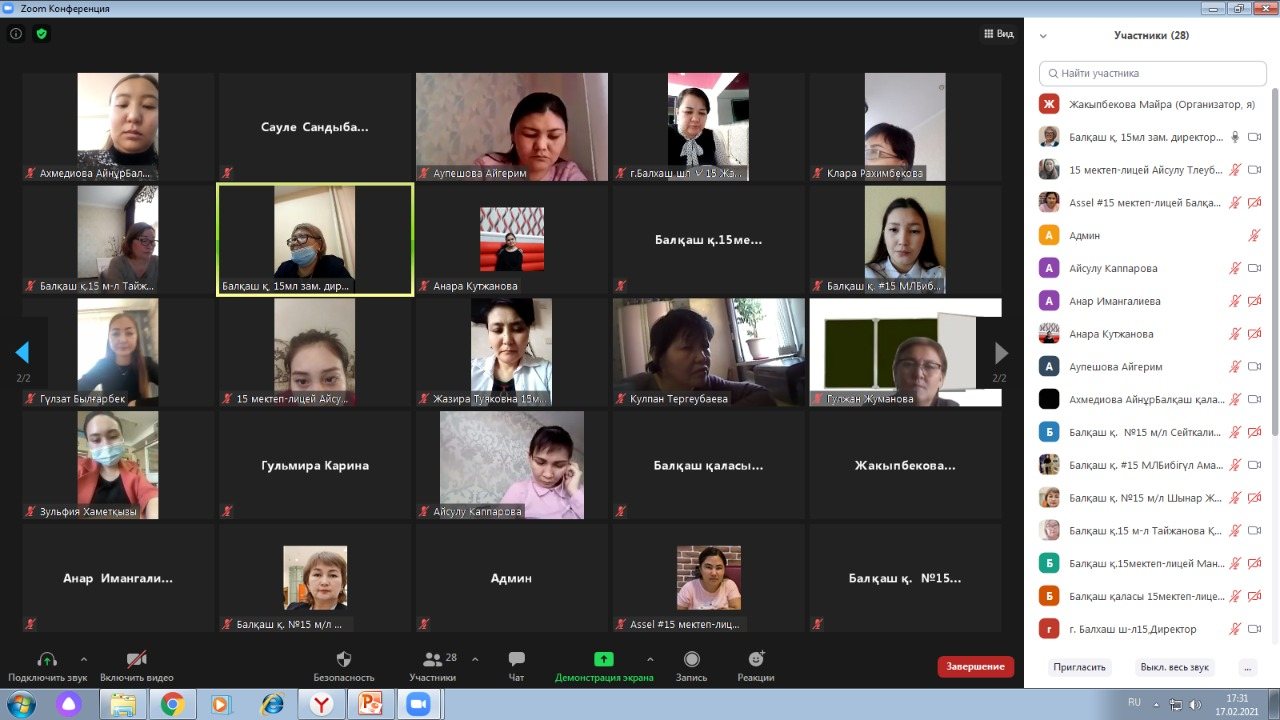 Zoom Конференция
Вид
Ахмедиова АйнұрБал...
Сауле Сандыба...
Аупешова Айгерим
г.Балхаш шл №15 Жа...
Клара Рахимбекова
Балқаш қ,15 м-л Тайж...
Балқаш қ, 15мл зам. дир...
Анара Кутжанова
Балқаш қ.15ме...
Балқаш қ. #15 МЛБиб...
2/2
Гүлзат Былғарбек
15 мектеп-лицей Айсу...
Жазира Туяковна 15м...
Кулпан Тергеубаева
Гулжан Жуманова
2/2
Зульфия Хаметқызы
Гульмира Карина
Айсулу Каппарова
Балқаш қаласы...
Жакыпбекова...
Анар Имангали...
Балқаш қ. №15 м/л ...
Админ
Assel #15 мектеп-лиц...
Балқаш қ. №15...
Подключить звук
Включить видео
Безопасность
28
Участники
Чат
Демонстрация экрана
Запись
Реакции
Завершение
Участники (28)
Найти участника
Ж Жакыпбекова Майра (Организатор, я)
Балқаш қ, 15мл зам. директор...
15 мектеп-лицей Айсулу Тлеуб...
Assel #15 мектеп-лицей Балқа...
А Админ
А Айсулу Каппарова
А Анар Имангалиева
Анара Кутжанова
А Аупешова Айгерим
Ахмедиова АйнұрБалқаш қала...
Б Балқаш қ. №15 м/л Сейткали...
Балқаш қ. #15 МЛБибігүл Ама...
Балқаш қ. №15 м/л Шынар Ж...
Балқаш қ,15 м-л Тайжанова Қ...
Б Балқаш қ.15мектеп-лицей Ман...
Б Балқаш қаласы 15мектеп-лице...
г г. Балхаш ш-л15,Директор
Пригласить
Выкл. весь звук
...
RU
17:31
17.02.2021